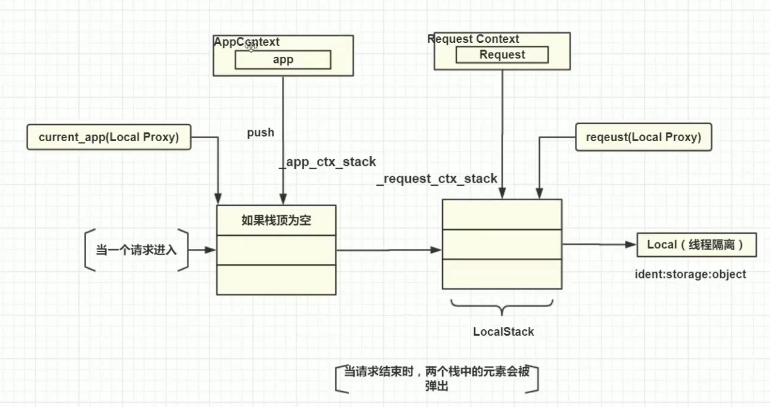 AppContext
app
Request Context
Request
current_app(Local Proxy)
push
_app_ctx_stack
_request_ctx_stack
reqeust(Local Proxy)
当一个请求进入
如果栈顶为空
Local（线程隔离）
ident:storage:object
LocalStack
当请求结束时，两个栈中的元素会被
弹出